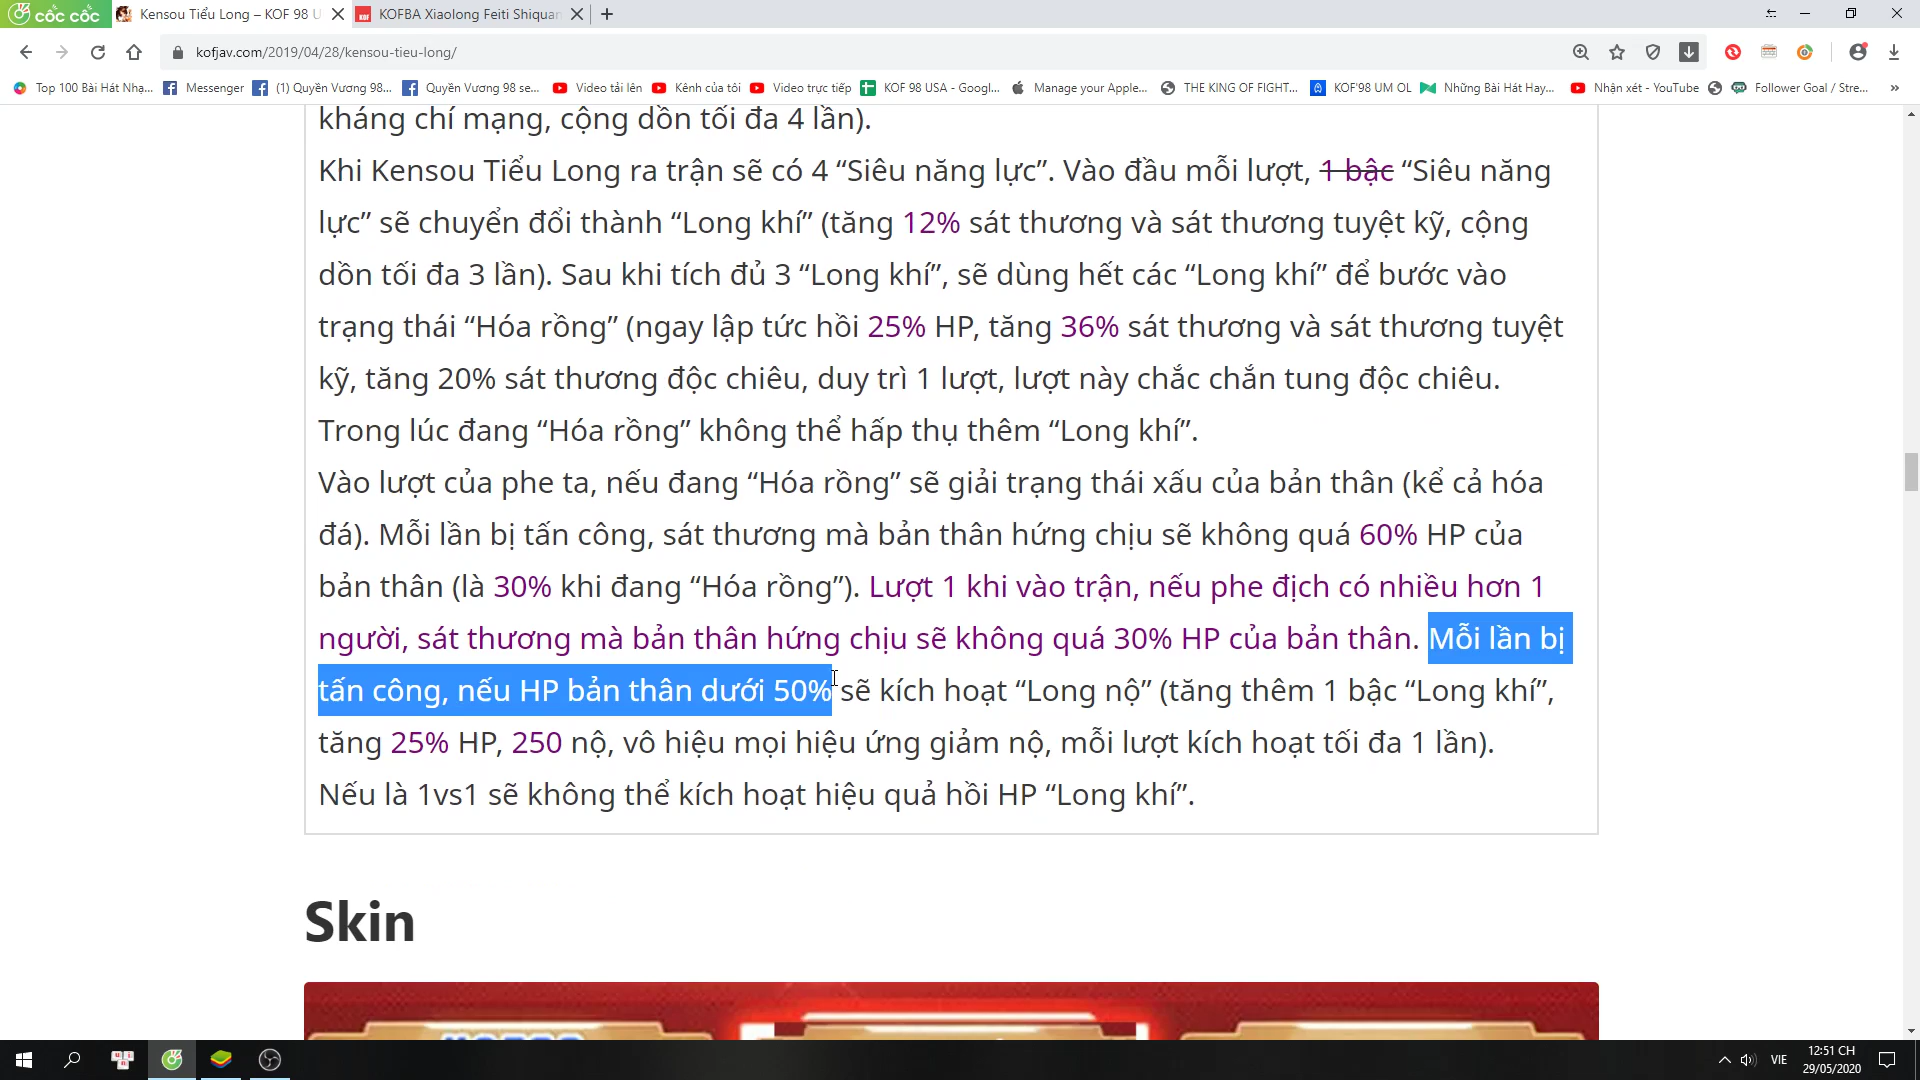 cốc cốc
Kensou Tiểu Long – KOF 98 U
KOFBA Xiaolong Feiti Shiquan
kofjav.com/2019/04/28/kensou-tieu-long/
Top 100 Bài Hát Nhạ...
Messenger
(1) Quyền Vương 98...
Quyền Vương 98 se...
Video tải lên
Kênh của tôi
Video trực tiếp
KOF 98 USA - Googl...
Manage your Apple...
THE KING OF FIGHT...
KOF'98 UM OL
Những Bài Hát Hay...
Nhận xét - YouTube
Follower Goal / Stre...
»
kháng chí mạng, cộng dồn tối đa 4 lần).
Khi Kensou Tiểu Long ra trận sẽ có 4 “Siêu năng lực”. Vào đầu mỗi lượt, 1 bậc “Siêu năng
lực” sẽ chuyển đổi thành “Long khí” (tăng 12% sát thương và sát thương tuyệt kỹ, cộng
dồn tối đa 3 lần). Sau khi tích đủ 3 “Long khí”, sẽ dùng hết các “Long khí” để bước vào
trạng thái “Hóa rồng” (ngay lập tức hồi 25% HP, tăng 36% sát thương và sát thương tuyệt
kỹ, tăng 20% sát thương độc chiêu, duy trì 1 lượt, lượt này chắc chắn tung độc chiêu.
Trong lúc đang “Hóa rồng” không thể hấp thụ thêm “Long khí”.
Vào lượt của phe ta, nếu đang “Hóa rồng” sẽ giải trạng thái xấu của bản thân (kể cả hóa
đá). Mỗi lần bị tấn công, sát thương mà bản thân hứng chịu sẽ không quá 60% HP của
bản thân (là 30% khi đang “Hóa rồng”). Lượt 1 khi vào trận, nếu phe địch có nhiều hơn 1
người, sát thương mà bản thân hứng chịu sẽ không quá 30% HP của bản thân. Mỗi lần bị
tấn công, nếu HP bản thân dưới 50% sẽ kích hoạt “Long nộ” (tăng thêm 1 bậc “Long khí”,
tăng 25% HP, 250 nộ, vô hiệu mọi hiệu ứng giảm nộ, mỗi lượt kích hoạt tối đa 1 lần).
Nếu là 1vs1 sẽ không thể kích hoạt hiệu quả hồi HP “Long khí”.
Skin
VIE
12:51 CH
29/05/2020